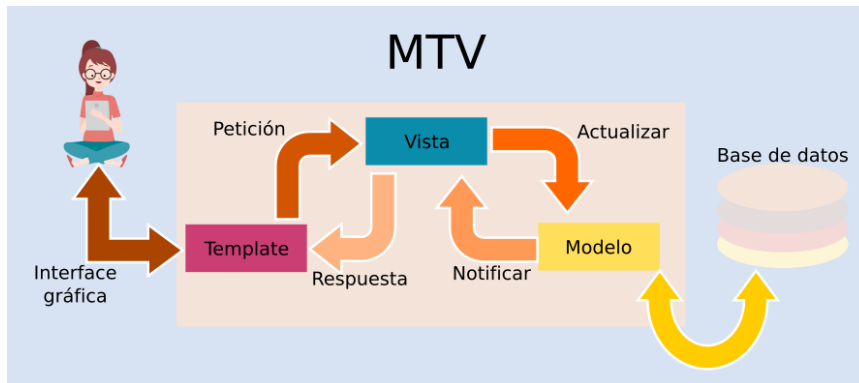 MTV
Petición
Vista
Actualizar
Base de datos
Template
Modelo
Interface
gráfica
Respuesta
Notificar